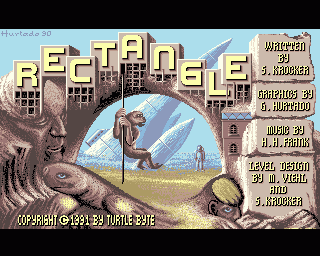 Hurtado 90
RECTANGLE
WRITTEN
BY
S. KROCKER
GRAPHICS BY
G. HURTADO
MUSIC BY
H. H. FRANK
LEVEL DESIGN
BY M. VIEHL
AND
S. KROCKER
COPYRIGHT © 1991 BY TURTLE BYTE